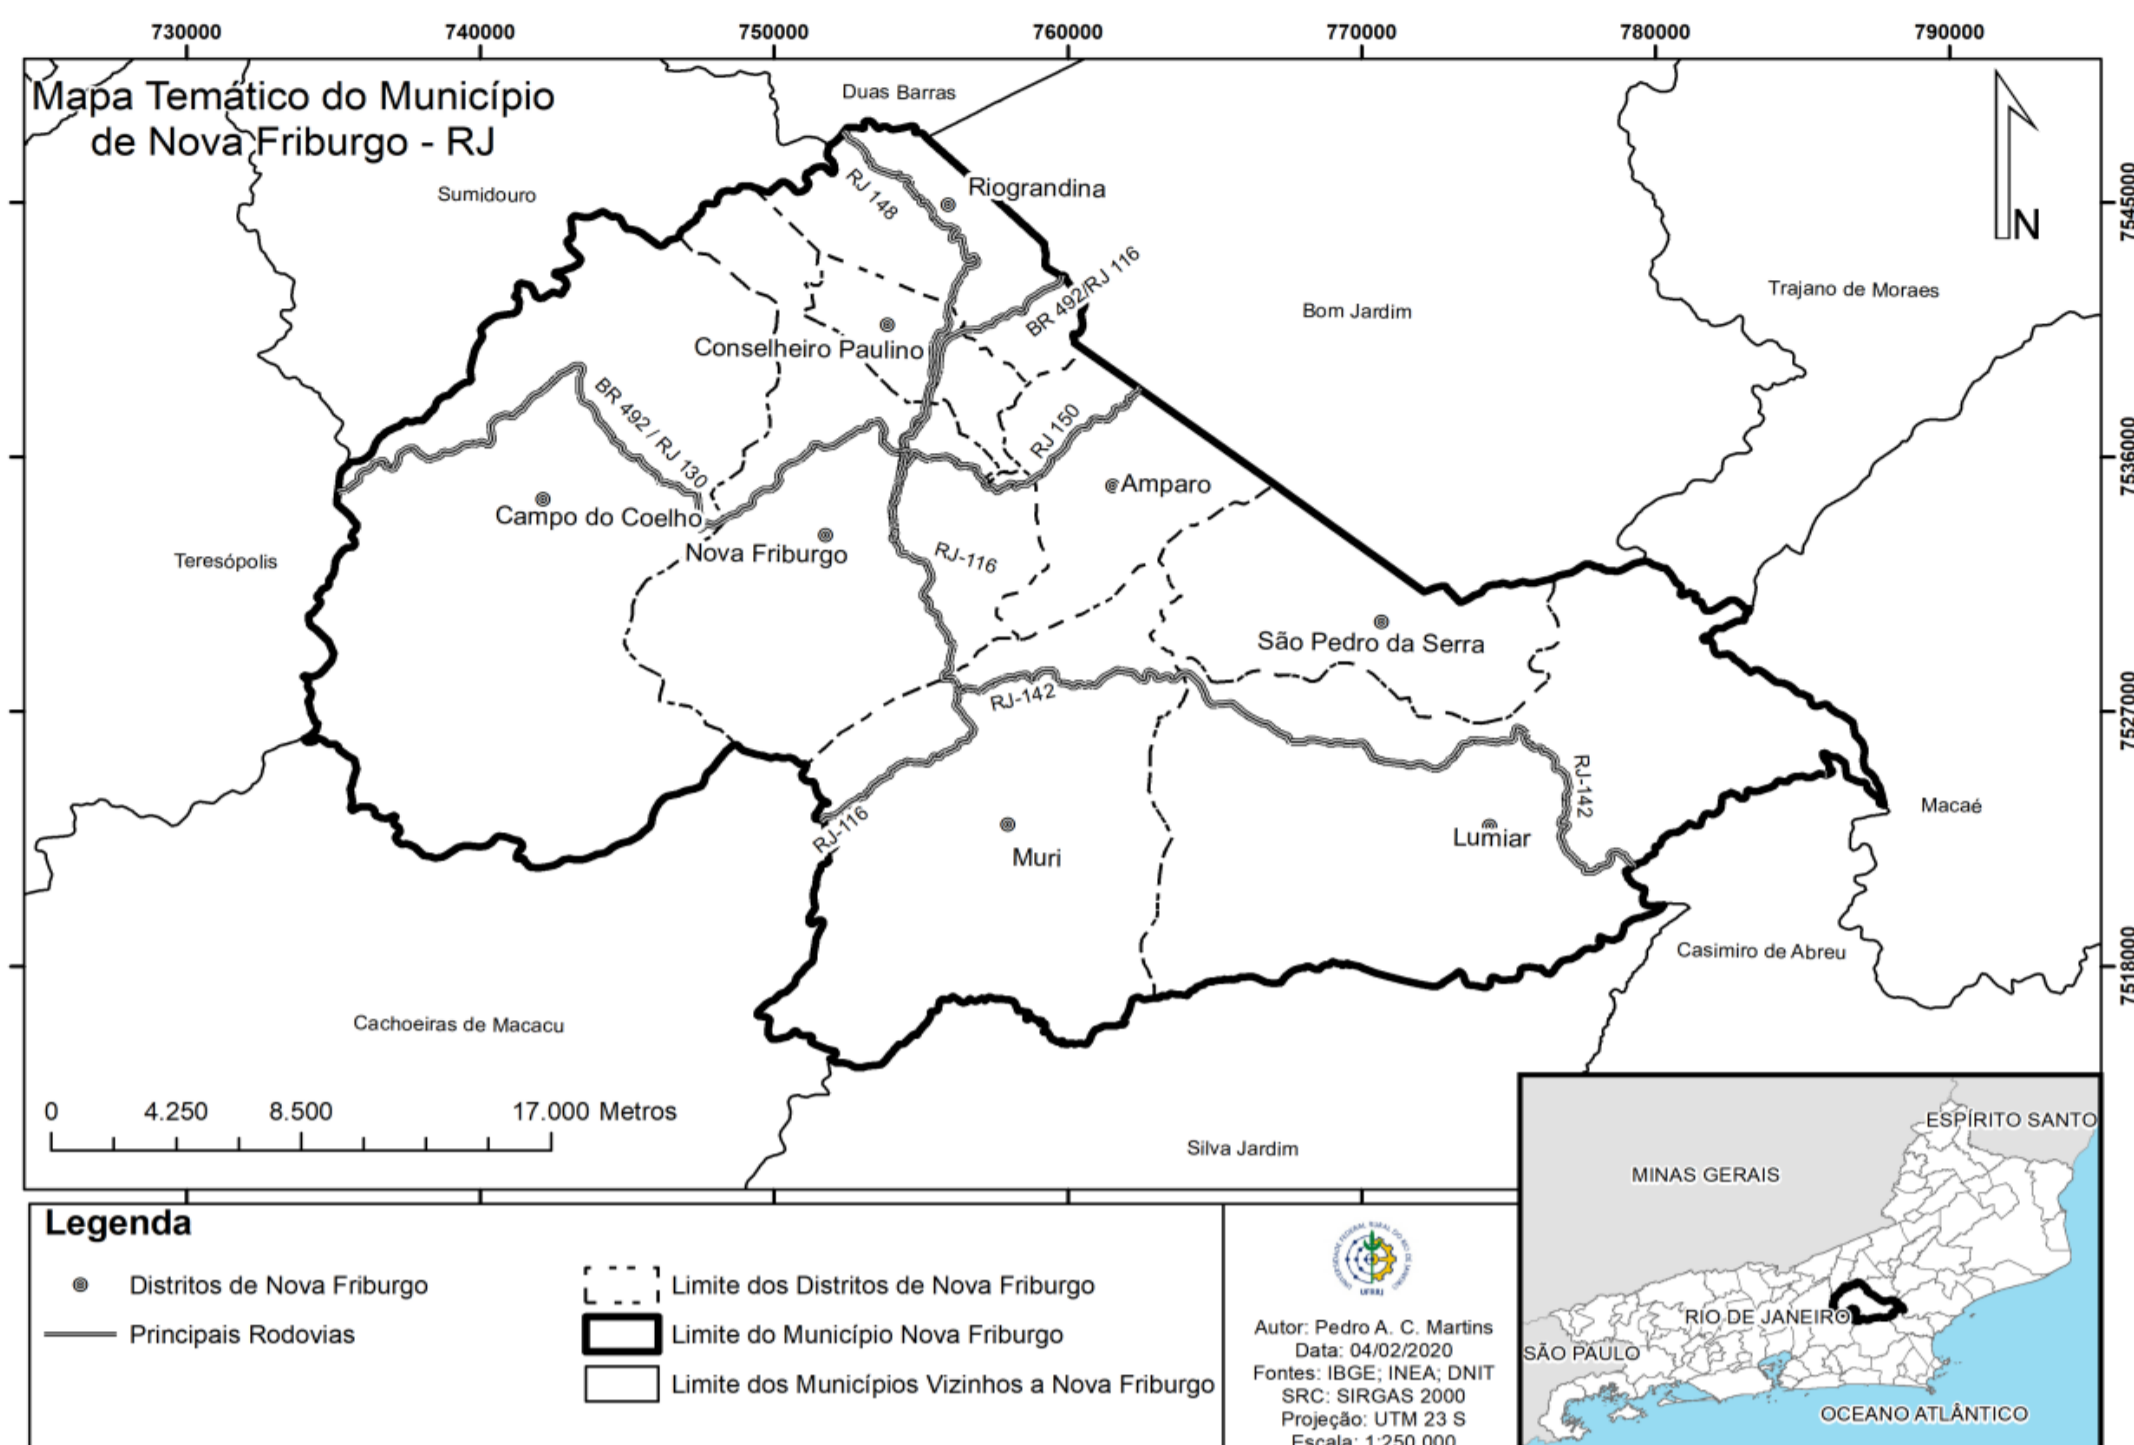 730000
740000
750000
760000
770000
780000
790000
Mapa Temático do Município
de Nova Friburgo - RJ
Duas Barras
Sumidouro
RJ 148
Riograndina
N
7545000
BR 492/RJ 116
Trajano de Moraes
Bom Jardim
Conselheiro Paulino
BR 492 / RJ 130
RJ 150
7536000
Amparo
Campo do Coelho
Nova Friburgo
RJ-116
Teresópolis
São Pedro da Serra
RJ-142
7527000
RJ-142
RJ-116
Macaé
Lumiar
Muri
Casimiro de Abreu
7518000
Cachoeiras de Macacu
0 4.250 8.500 17.000 Metros
Silva Jardim
Legenda
Distritos de Nova Friburgo
Principais Rodovias
Limite dos Distritos de Nova Friburgo
Limite do Município Nova Friburgo
Limite dos Municípios Vizinhos a Nova Friburgo
UNIVERSIDADE FEDERAL RURAL DO RIO DE JANEIRO
UFRRJ
Autor: Pedro A. C. Martins
Data: 04/02/2020
Fontes: IBGE; INEA; DNIT
SRC: SIRGAS 2000
Projeção: UTM 23 S
Escala: 1:250.000
ESPÍRITO SANTO
MINAS GERAIS
RIO DE JANEIRO
SÃO PAULO
OCEANO ATLÂNTICO